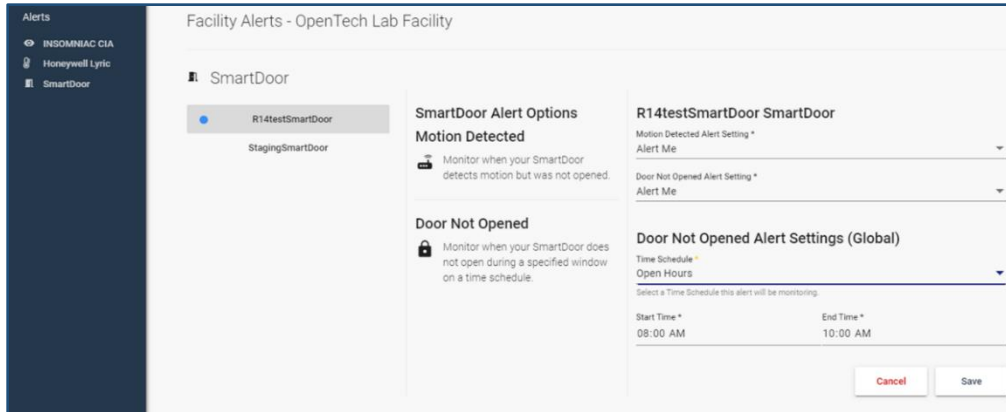 Alerts
INSOMNIAC CIA
Honeywell Lyric
SmartDoor
Facility Alerts - OpenTech Lab Facility
SmartDoor
R14testSmartDoor
StagingSmartDoor
SmartDoor Alert Options
Motion Detected
Monitor when your SmartDoor
detects motion but was not opened.
Door Not Opened
Monitor when your SmartDoor does
not open during a specified window
on a time schedule.
R14testSmartDoor SmartDoor
Motion Detected Alert Setting *
Alert Me
Door Not Opened Alert Setting *
Alert Me
Door Not Opened Alert Settings (Global)
Time Schedule *
Open Hours
Select a Time Schedule this alert will be monitoring.
Start Time * End Time *
08:00 AM 10:00 AM
Cancel Save